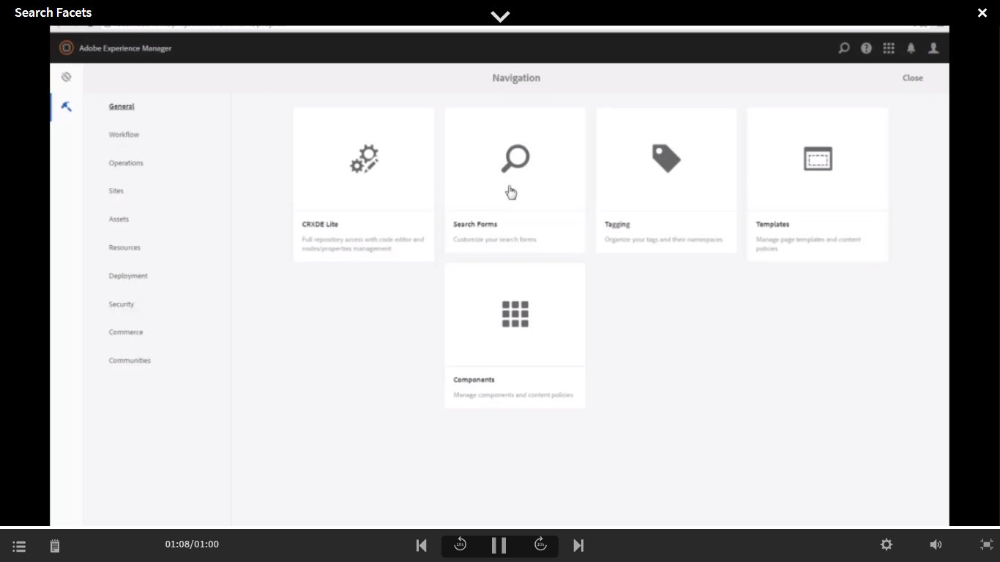 Search Facets
Adobe Experience Manager
Navigation
Close
General
Workflow
Operations
Sites
Assets
Resources
Deployment
Security
Commerce
Communities
CRXDE Lite
Full repository access with code editor and
nodes/properties management
Search Forms
Customize your search forms
Tagging
Organize your tags and their namespaces
Templates
Manage page templates and content
policies
Components
Manage components and content policies
01:08/01:00
10s
10s